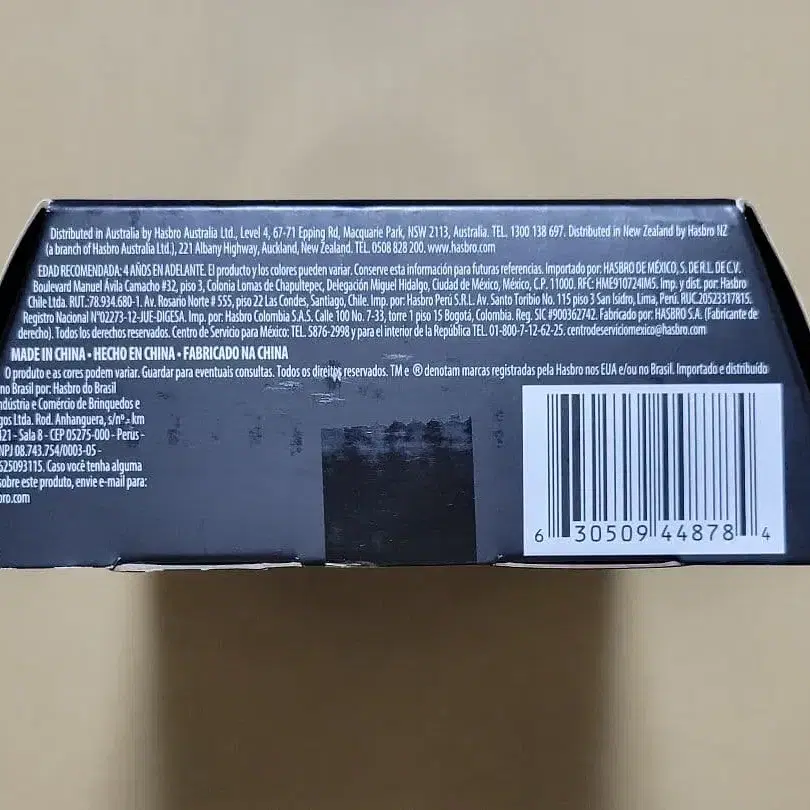 Distributed in Australia by Hasbro Australia Ltd., Level 4, 67-71 Epping Rd, Macquarie Park, NSW 2113, Australia. TEL. 1300 138 697. Distributed in New Zealand by Hasbro NZ
(a branch of Hasbro Australia Ltd.), 221 Albany Highway, Auckland, New Zealand. TEL. 0508 828 200. www.hasbro.com
EDAD RECOMENDADA: 4 AÑOS EN ADELANTE. El producto y los colores pueden variar. Conserve esta información para futuras referencias. Importado por: HASBRO DE MÉXICO, S. DE R.L. DE C.V.
Boulevard Manuel Ávila Camacho #32, piso 3, Colonia Lomas de Chapultepec, Delegación Miguel Hidalgo, Ciudad de México, México, C.P. 11000. RFC: HME910724IM5. Imp. y dist. por: Hasbro
Chile Ltda. RUT.:78.934.680-1. Av. Rosario Norte # 555, piso 22 Las Condes, Santiago, Chile. Imp. por: Hasbro Perú S.R.L. Av. Santo Toribio No. 115 piso 3 San Isidro, Lima, Perú. RUC.20523317815.
Registro Nacional N°02273-12-JUE-DIGESA. Imp. por: Hasbro Colombia S.A.S. Calle 100 No. 7-33, torre 1 piso 15 Bogotá, Colombia. Reg. SIC #900362742. Fabricado por: HASBRO S.A. (Fabricante de
derecho). Todos los derechos reservados. Centro de Servicio para México: TEL. 5876-2998 y para el interior de la República TEL. 01-800-7-12-62-25. centrodeserviciomexico@hasbro.com
MADE IN CHINA • HECHO EN CHINA • FABRICADO NA CHINA
O produto e as cores podem variar. Guardar para eventuais consultas. Todos os direitos reservados. TM e ® denotam marcas registradas pela Hasbro nos EUA e/ou no Brasil. Importado e distribuído
no Brasil por: Hasbro do Brasil
ndústria e Comércio de Brinquedos e
gos Ltda. Rod. Anhanguera, s/nº - km
21 - Sala 8 - CEP 05275-000 - Perus -
NPJ 08.743.754/0003-05 -
625093115. Caso você tenha alguma
sobre este produto, envie e-mail para:
bro.com
6 30509 44878 4